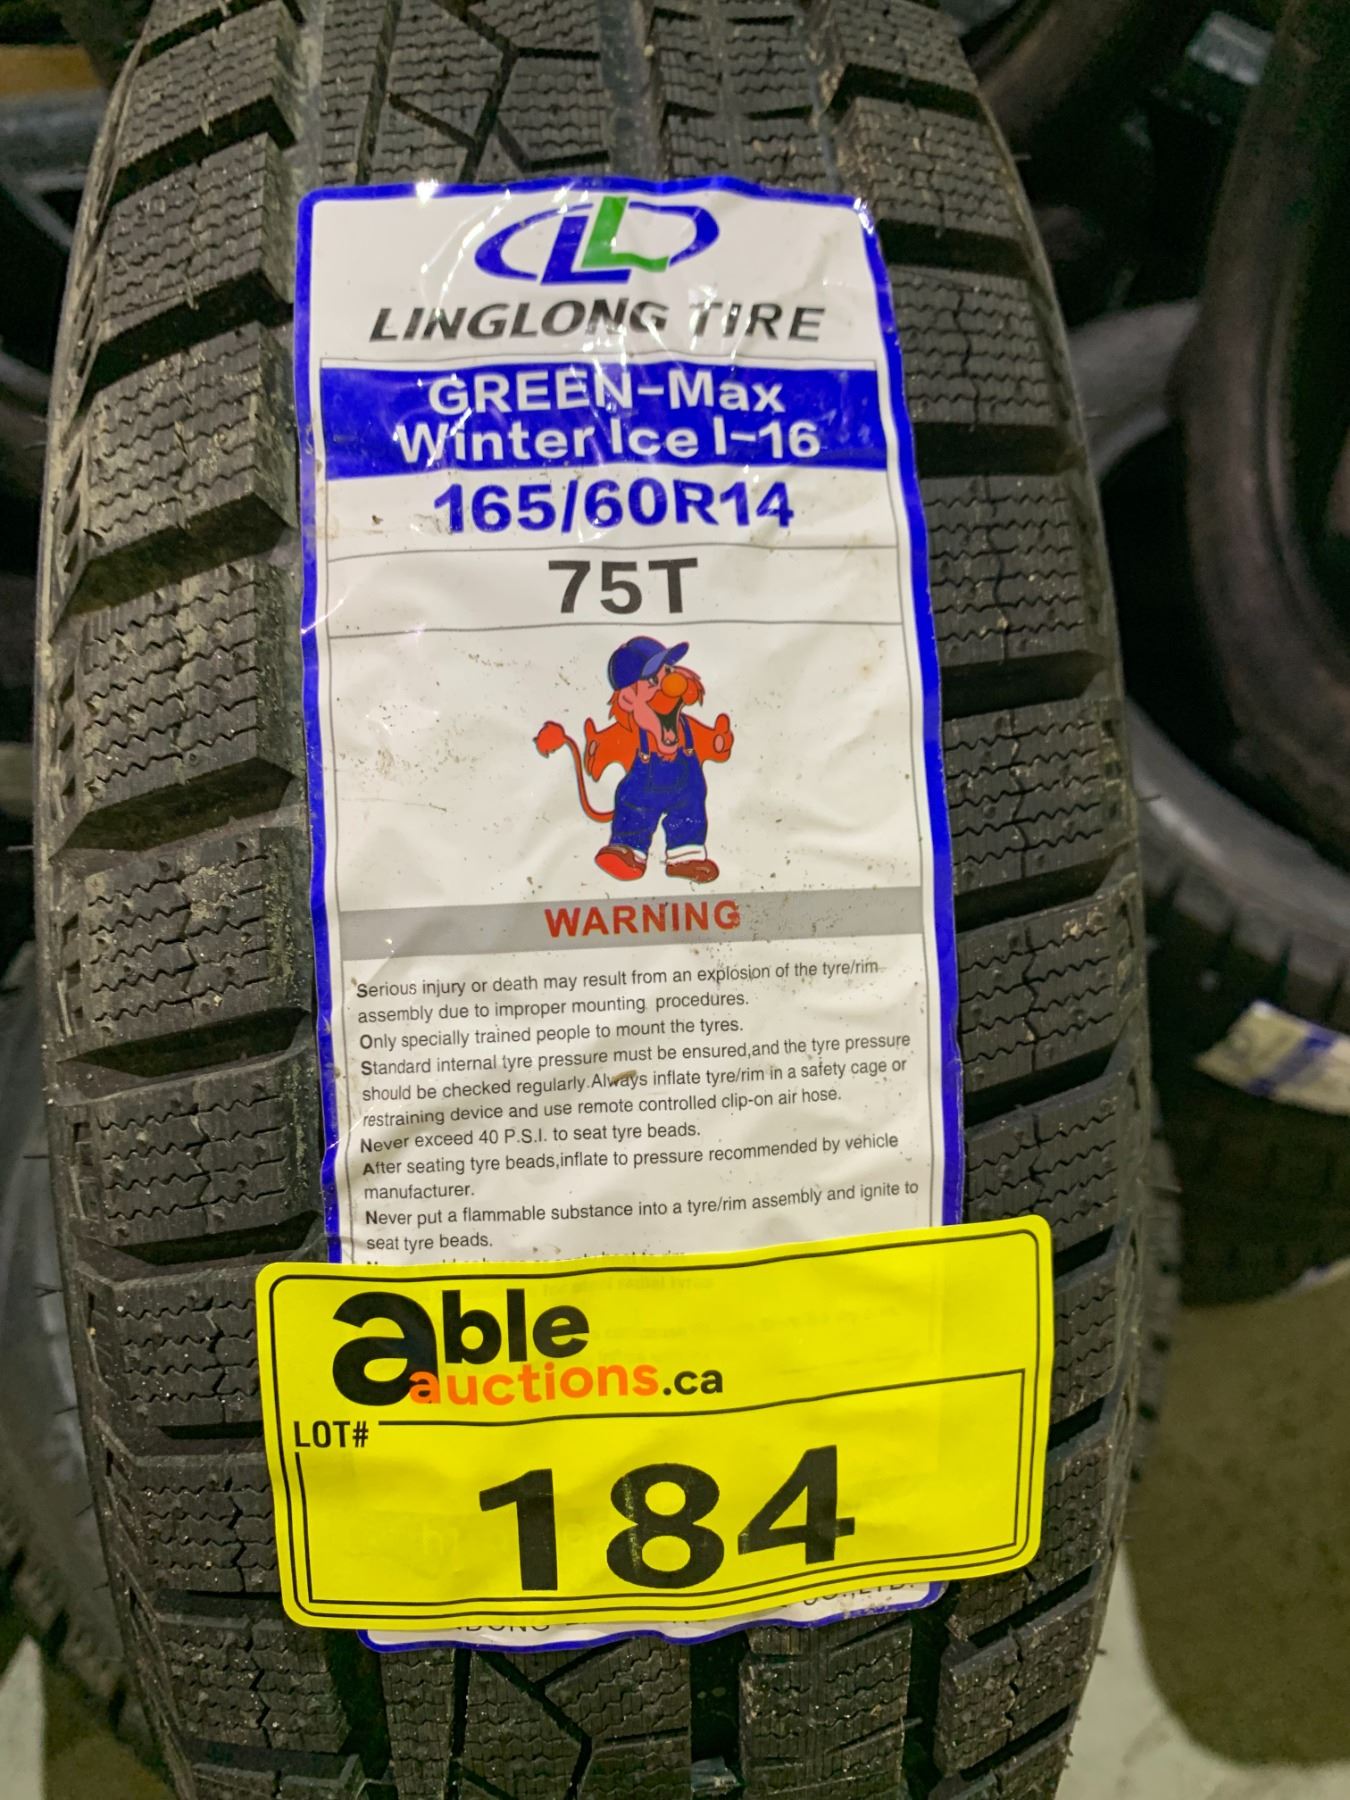 LINGLONG TIRE
GREEN-Max
Winter Ice I-16
165/60R14
75T
WARNING
Serious injury or death may result from an explosion of the tyre/rim
assembly due to improper mounting procedures.
Only specially trained people to mount the tyres.
Standard internal tyre pressure must be ensured,and the tyre pressure
should be checked regularly.Always inflate tyre/rim in a safety cage or
restraining device and use remote controlled clip-on air hose.
Never exceed 40 P.S.I. to seat tyre beads.
After seating tyre beads,inflate to pressure recommended by vehicle
manufacturer.
Never put a flammable substance into a tyre/rim assembly and ignite to
seat tyre beads.
able
auctions.ca
LOT#
184